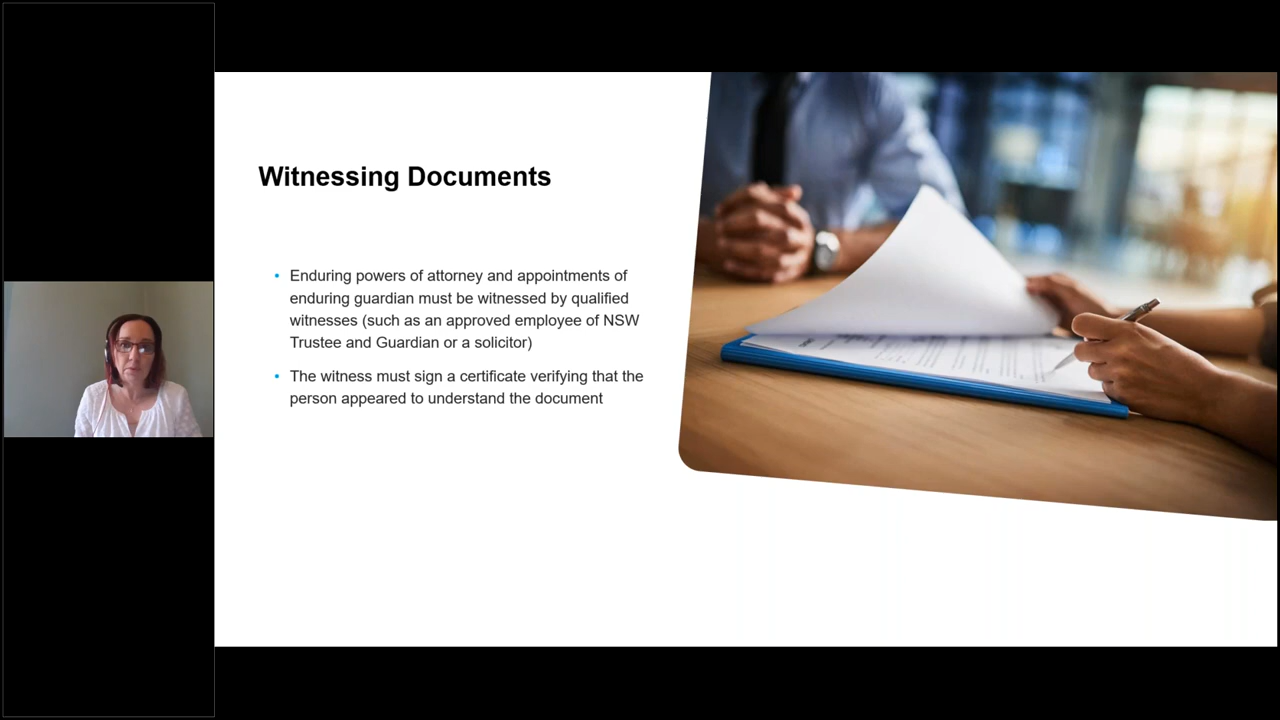 Witnessing Documents
• Enduring powers of attorney and appointments of
enduring guardian must be witnessed by qualified
witnesses (such as an approved employee of NSW
Trustee and Guardian or a solicitor)
• The witness must sign a certificate verifying that the
person appeared to understand the document